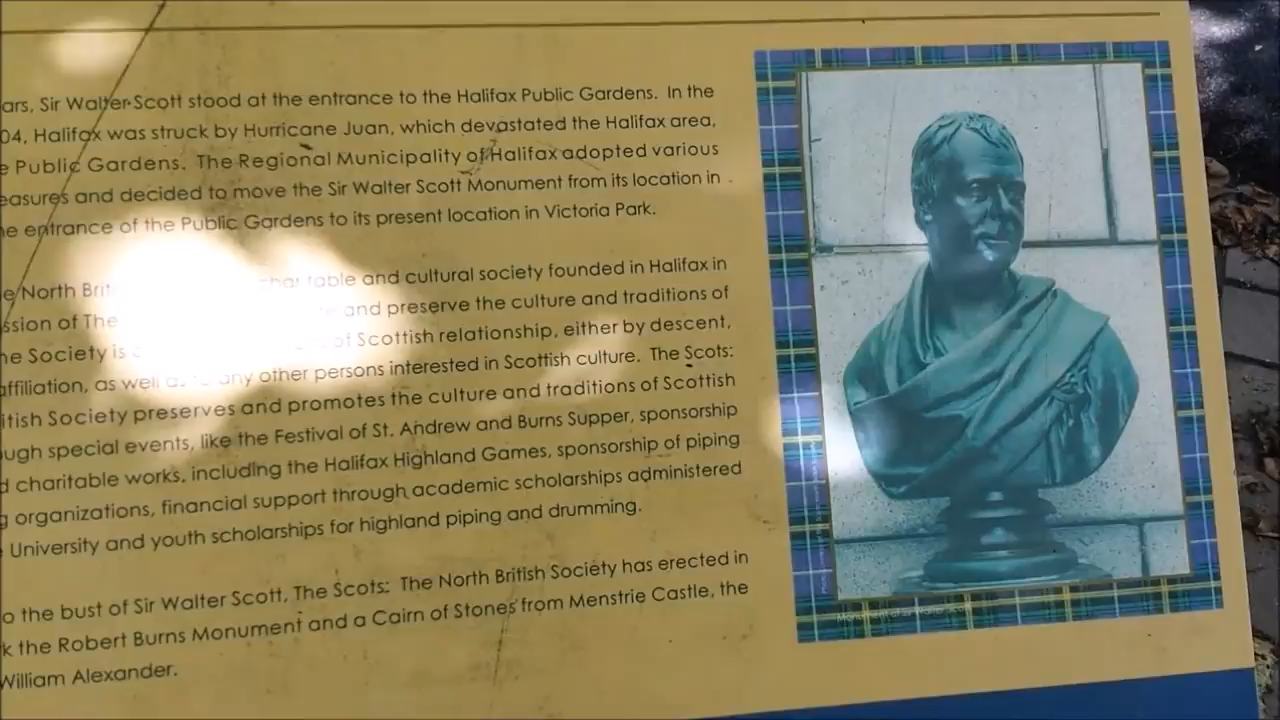 ars, Sir Walter Scott stood at the entrance to the Halifax Public Gardens. In the
04, Halifax was struck by Hurricane Juan, which devastated the Halifax area,
e Public Gardens. The Regional Municipality of Halifax adopted various
easures and decided to move the Sir Walter Scott Monument from its location in
he entrance of the Public Gardens to its present location in Victoria Park.
e North Brit table and cultural society founded in Halifax in
ssion of The and preserve the culture and traditions of
he Society is of Scottish relationship, either by descent,
affiliation, as well as to any other persons interested in Scottish culture. The Scots:
itish Society preserves and promotes the culture and traditions of Scottish
ough special events, like the Festival of St. Andrew and Burns Supper, sponsorship
d charitable works, including the Halifax Highland Games, sponsorship of piping
g organizations, financial support through academic scholarships administered
University and youth scholarships for highland piping and drumming.
o the bust of Sir Walter Scott, The Scots: The North British Society has erected in
k the Robert Burns Monument and a Cairn of Stones from Menstrie Castle, the
William Alexander.